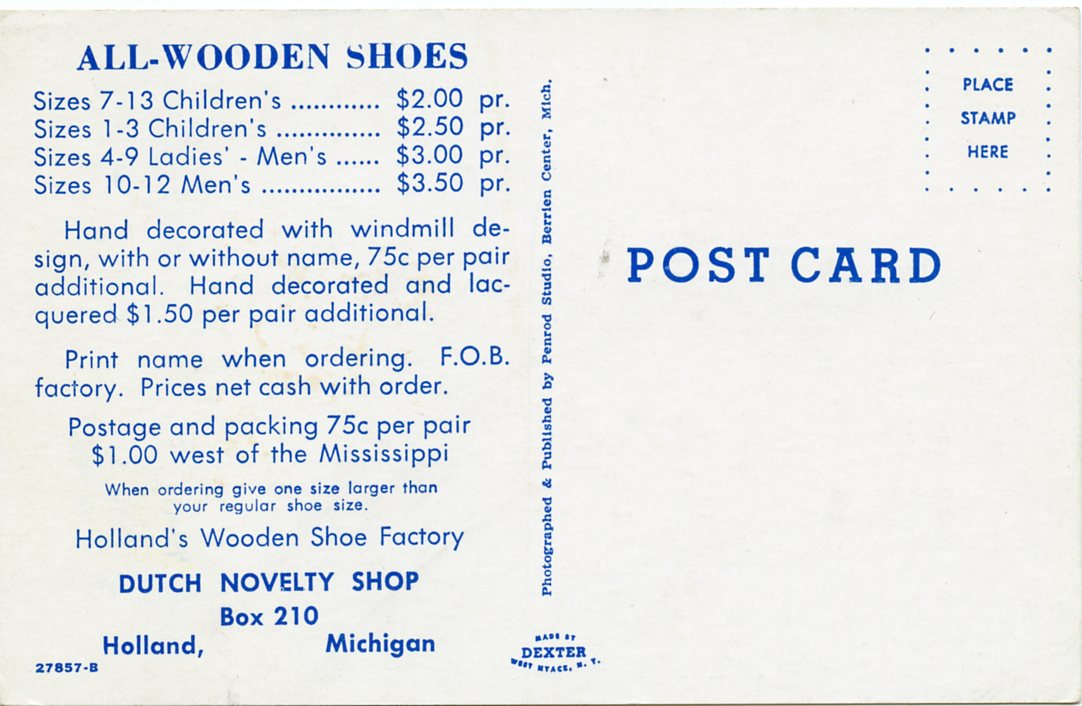 ALL-WOODEN SHOES
Sizes 7-13 Children's ............ $2.00 pr.
Sizes 1-3 Children's .............. $2.50 pr.
Sizes 4-9 Ladies' - Men's ...... $3.00 pr.
Sizes 10-12 Men's ................ $3.50 pr.
Hand decorated with windmill de-
sign, with or without name, 75c per pair
additional. Hand decorated and lac-
quered $1.50 per pair additional.
Print name when ordering. F.O.B.
factory. Prices net cash with order.
Postage and packing 75c per pair
$1.00 west of the Mississippi
When ordering give one size larger than
your regular shoe size.
Holland's Wooden Shoe Factory
DUTCH NOVELTY SHOP
Box 210
Holland, Michigan
27857-B
Photographed & Published by Penrod Studio, Berrien Center, Mich.
MADE BY
DEXTER
WEST NYACK, N. Y.
POST CARD
PLACE
STAMP
HERE